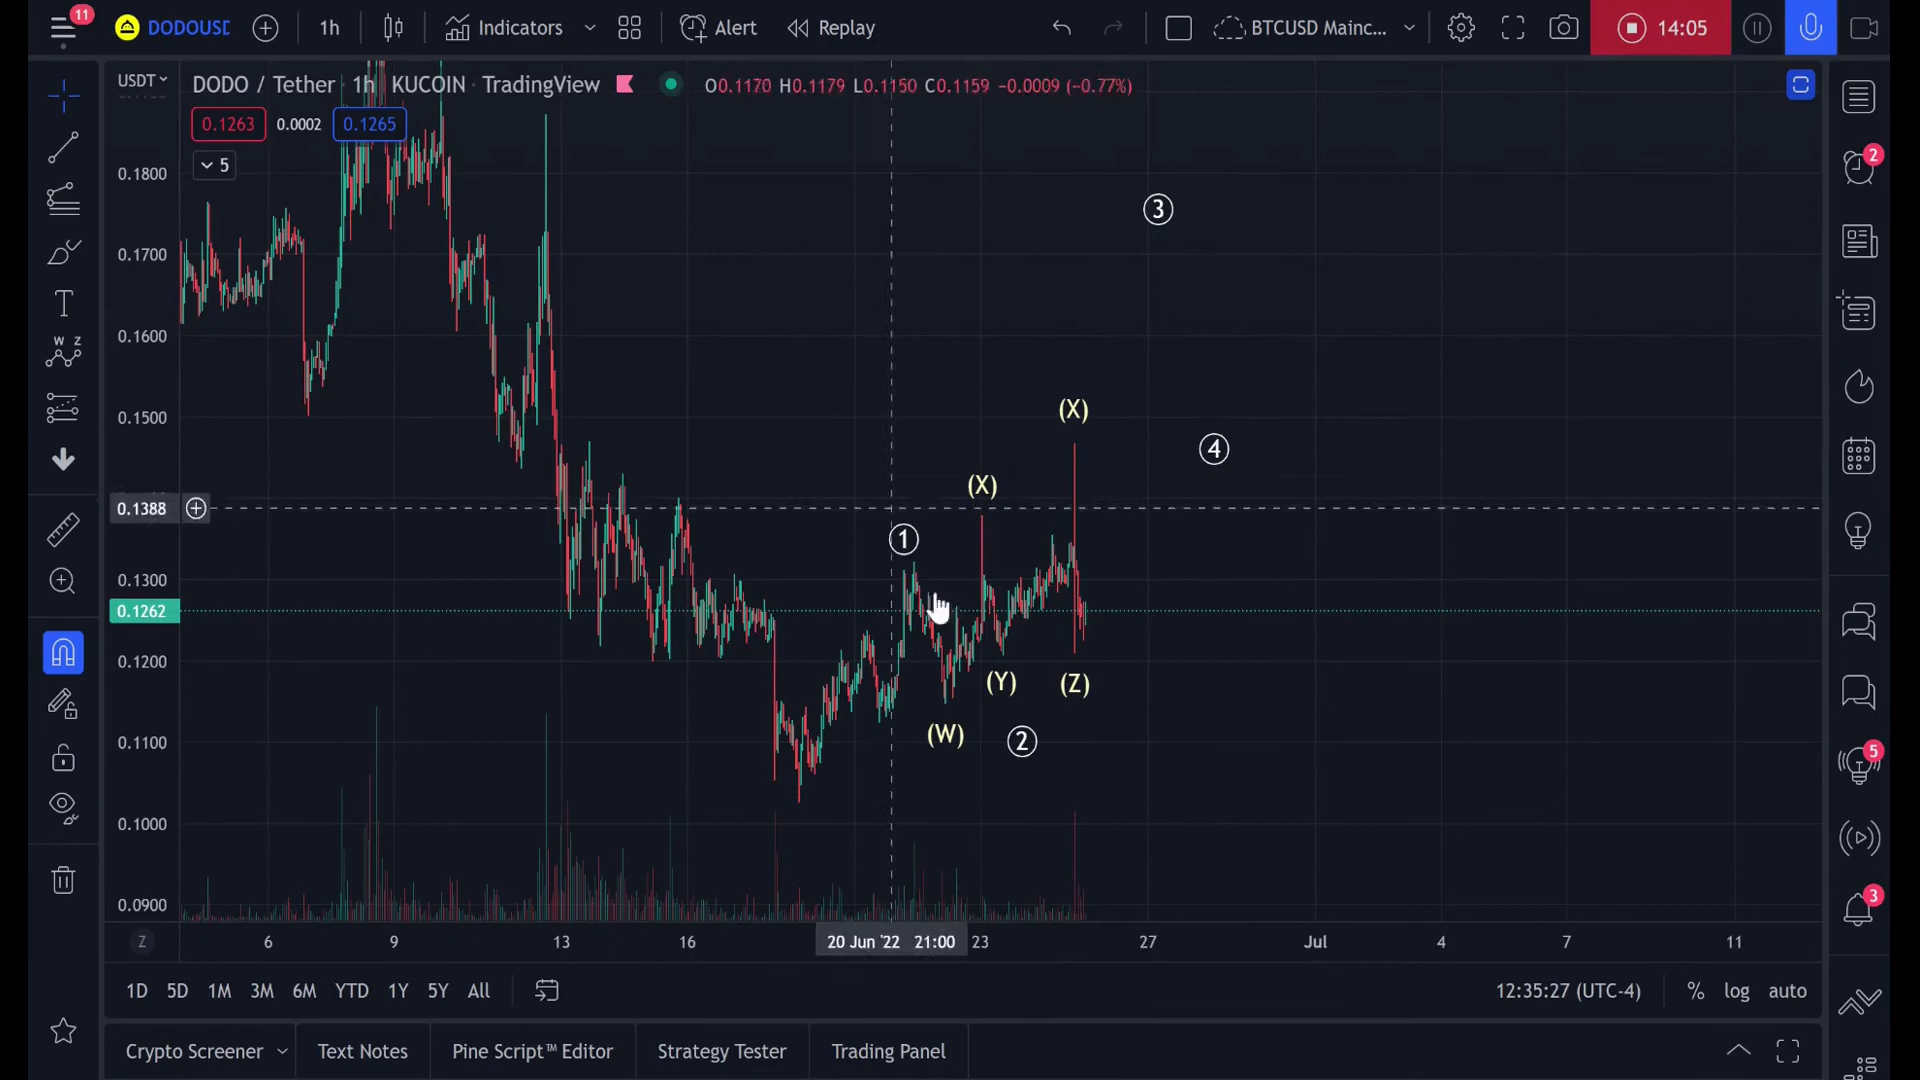 11
DODOUSD
1h
Indicators
Alert
Replay
BTCUSD Mainc...
14:05
USDT
DODO / Tether · 1h · KUCOIN · TradingView
O0.1170 H0.1179 L0.1150 C0.1159 −0.0009 (−0.77%)
0.1263 0.0002 0.1265
5
0.1800
0.1700
0.1600
0.1500
0.1388
0.1300
0.1262
0.1200
0.1100
0.1000
0.0900
③
(X)
④
(X)
①
(Y)
(Z)
(W)
②
W Z
2
5
3
Z
6 9 13 16 20 Jun '22 21:00 23 27 Jul 4 7 11
1D 5D 1M 3M 6M YTD 1Y 5Y All
12:35:27 (UTC-4) % log auto
Crypto Screener Text Notes Pine Script™ Editor Strategy Tester Trading Panel